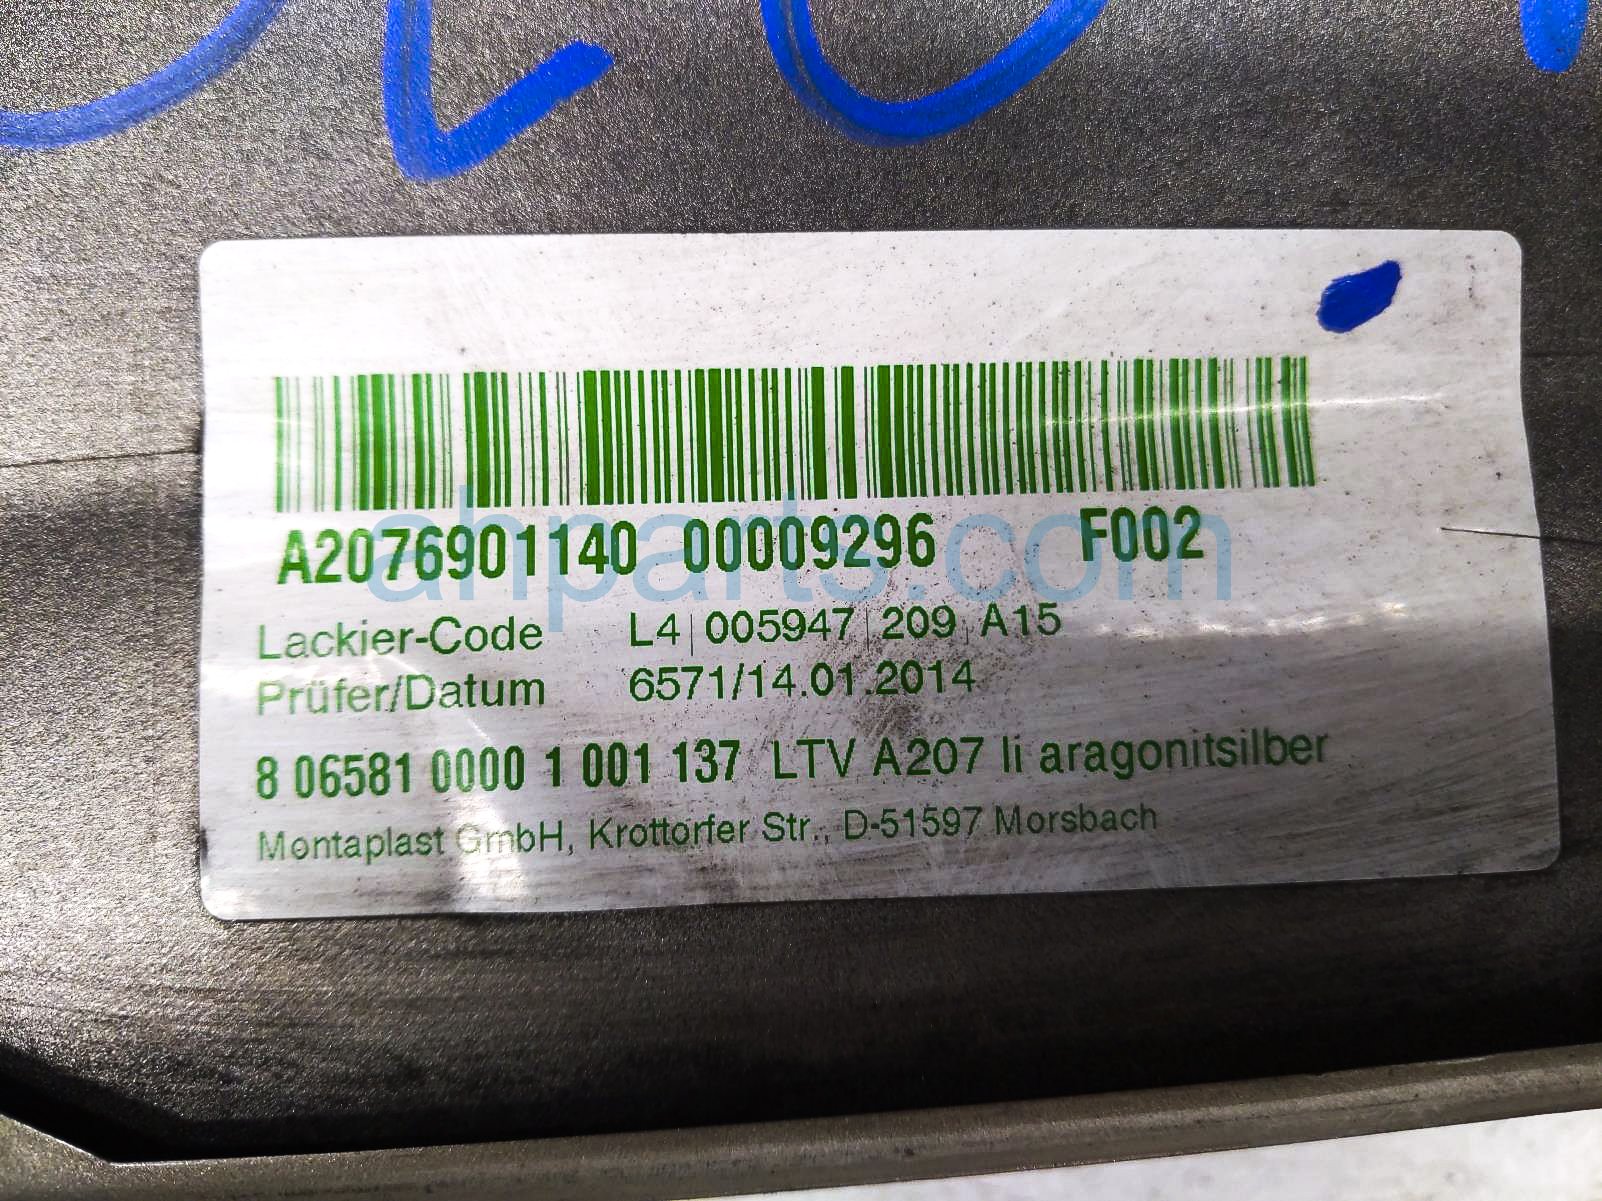 A2076901140 00009296 F002
Lackier-Code L4|005947|209|A15
Prüfer/Datum 6571/14.01.2014
8 06581 0000 1 001 137 LTV A207 li aragonitsilber
Montaplast GmbH, Krottorfer Str., D-51597 Morsbach
ahparts.com